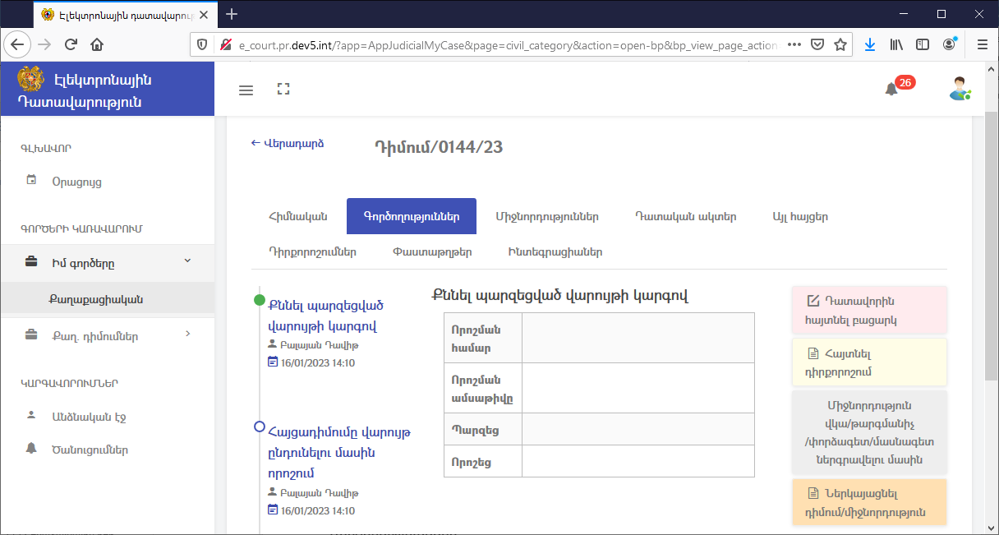 Էլեկտրոնային դատավարությ
e_court.pr.dev5.int/?app=AppJudicialMyCase&page=civil_category&action=open-bp&bp_view_page_action
Էլեկտրոնային
Դատավարություն
26
ԳԼԽԱՎՈՐ
Օրացույց
ԳՈՐԾԵՐԻ ԿԱՌԱՎԱՐՈՒՄ
Իմ գործերը
Քաղաքացիական
Քաղ. դիմումներ
ԿԱՐԳԱՎՈՐՈՒՄՆԵՐ
Անձնական էջ
Ծանուցումներ
← Վերադարձ
Դիմում/0144/23
Հիմնական
Գործողություններ
Միջնորդություններ
Դատական ակտեր
Այլ հայցեր
Դիրքորոշումներ
Փաստաթղթեր
Ինտեգրացիաներ
Քննել պարզեցված
վարույթի կարգով
Բալայան Դավիթ
16/01/2023 14:10
Հայցադիմումը վարույթ
ընդունելու մասին
որոշում
Բալայան Դավիթ
16/01/2023 14:10
Քննել պարզեցված վարույթի կարգով
Որոշման
համար
Որոշման
ամսաթիվը
Պարզեց
Որոշեց
Դատավորին
հայտնել բացարկ
Հայտնել
դիրքորոշում
Միջնորդություն
վկա/թարգմանիչ
/փորձագետ/մասնագետ
ներգրավելու մասին
Ներկայացնել
դիմում/միջնորդություն